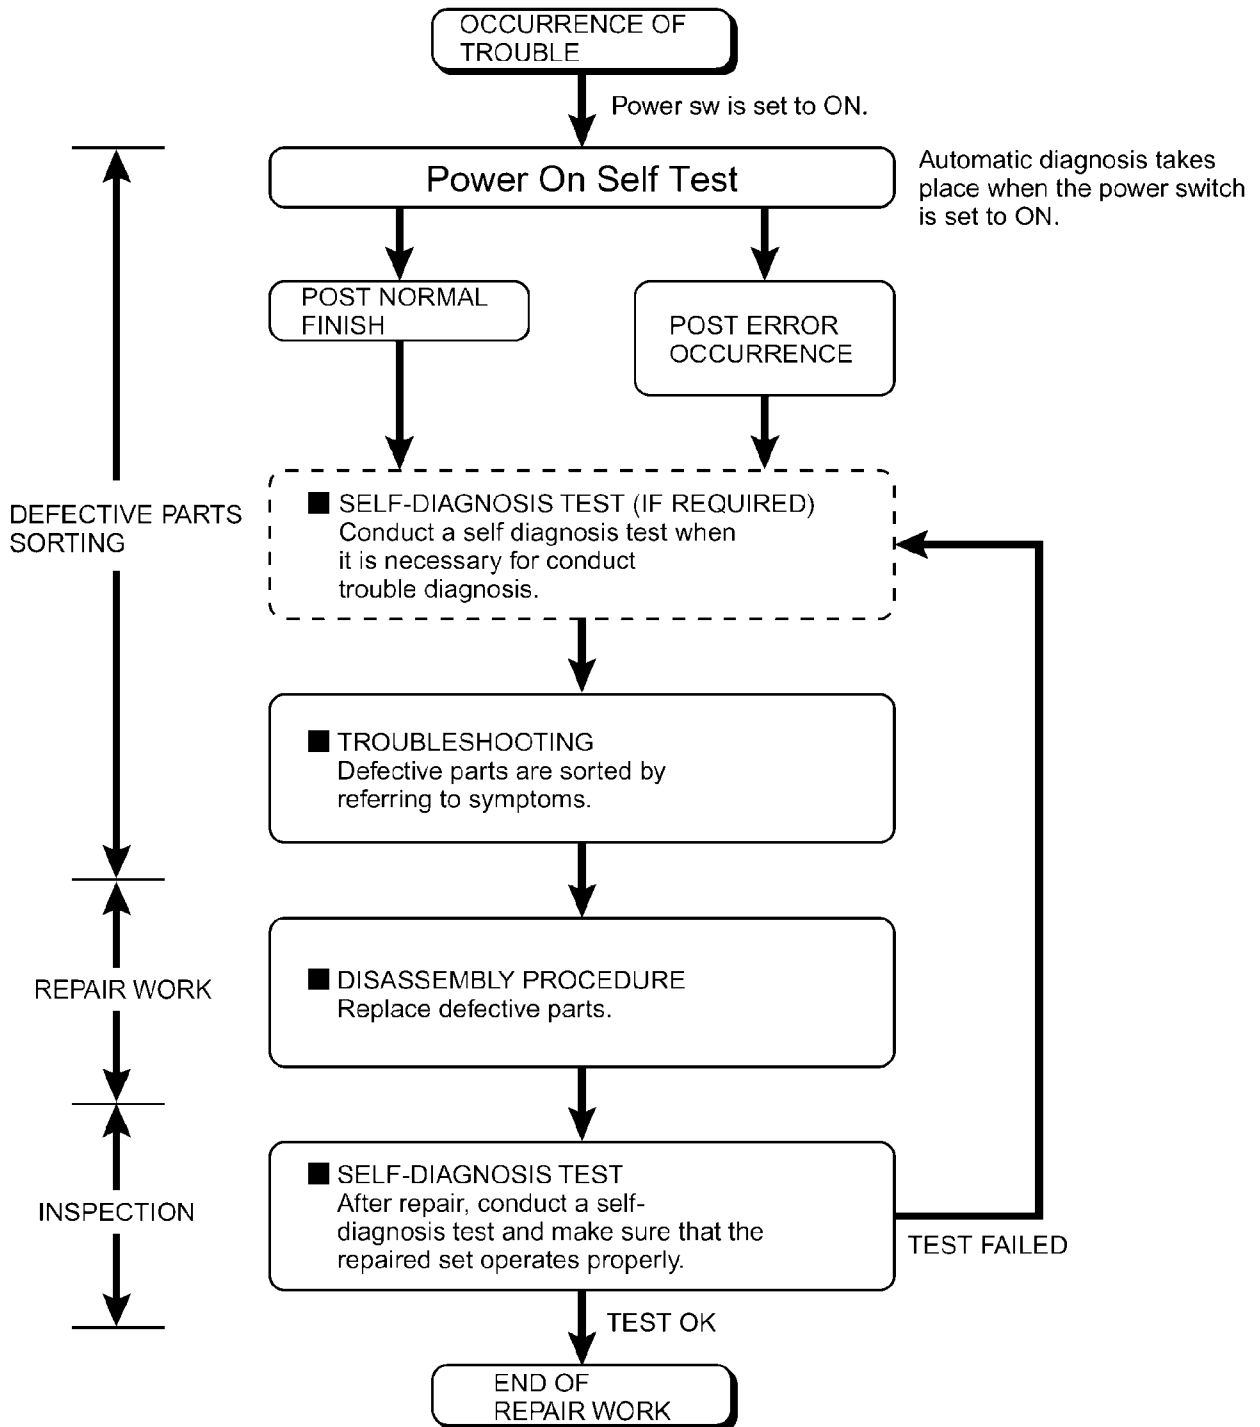 OCCURRENCE OF
TROUBLE
Power sw is set to ON.
Power On Self Test
Automatic diagnosis takes
place when the power switch
is set to ON.
POST NORMAL
FINISH
POST ERROR
OCCURRENCE
DEFECTIVE PARTS
SORTING
SELF-DIAGNOSIS TEST (IF REQUIRED)
Conduct a self diagnosis test when
it is necessary for conduct
trouble diagnosis.
TROUBLESHOOTING
Defective parts are sorted by
referring to symptoms.
REPAIR WORK
DISASSEMBLY PROCEDURE
Replace defective parts.
INSPECTION
SELF-DIAGNOSIS TEST
After repair, conduct a self-
diagnosis test and make sure that the
repaired set operates properly.
TEST FAILED
TEST OK
END OF
REPAIR WORK